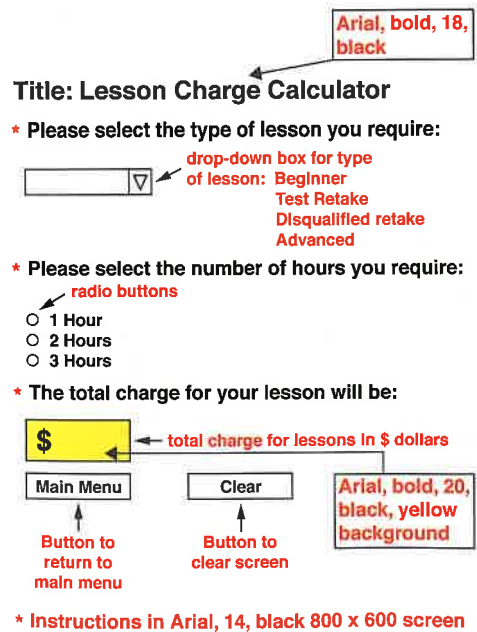 Arial, bold, 18,
black
Title: Lesson Charge Calculator
* Please select the type of lesson you require:
drop-down box for type
of lesson: Beginner
Test Retake
Disqualified retake
Advanced
* Please select the number of hours you require:
radio buttons
1 Hour
2 Hours
3 Hours
* The total charge for your lesson will be:
$
total charge for lessons in $ dollars
Main Menu
Clear
Arial, bold, 20,
black, yellow
background
Button to
return to
main menu
Button to
clear screen
* Instructions in Arial, 14, black 800 x 600 screen